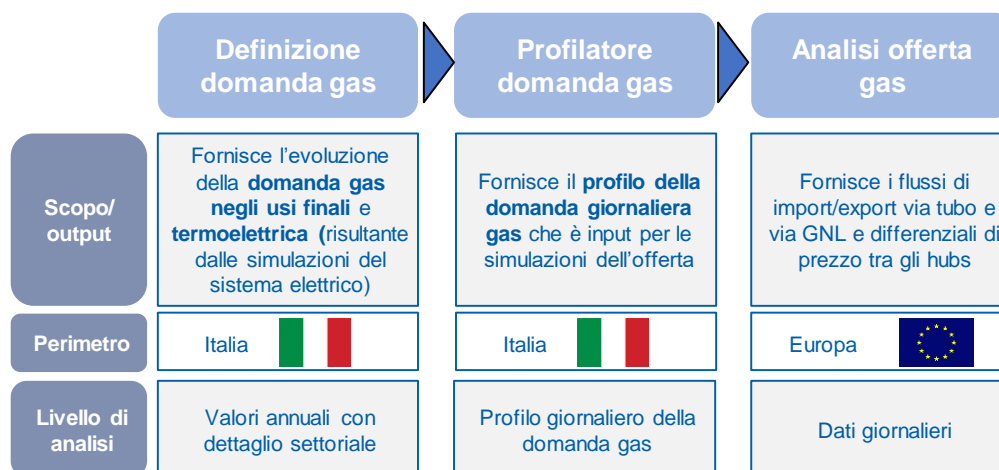 Definizione
domanda gas
Profilatore
domanda gas
Analisi offerta
gas
Scopo/
output
Fornisce l'evoluzione
della domanda gas
negli usi finali e
termoelettrica (risultante
dalle simulazioni del
sistema elettrico)
Fornisce il profilo della
domanda giornaliera
gas che è input per le
simulazioni dell'offerta
Fornisce i flussi di
import/export via tubo e
via GNL e differenziali di
prezzo tra gli hubs
Perimetro
Italia
Italia
Europa
Livello di
analisi
Valori annuali con
dettaglio settoriale
Profilo giornaliero della
domanda gas
Dati giornalieri